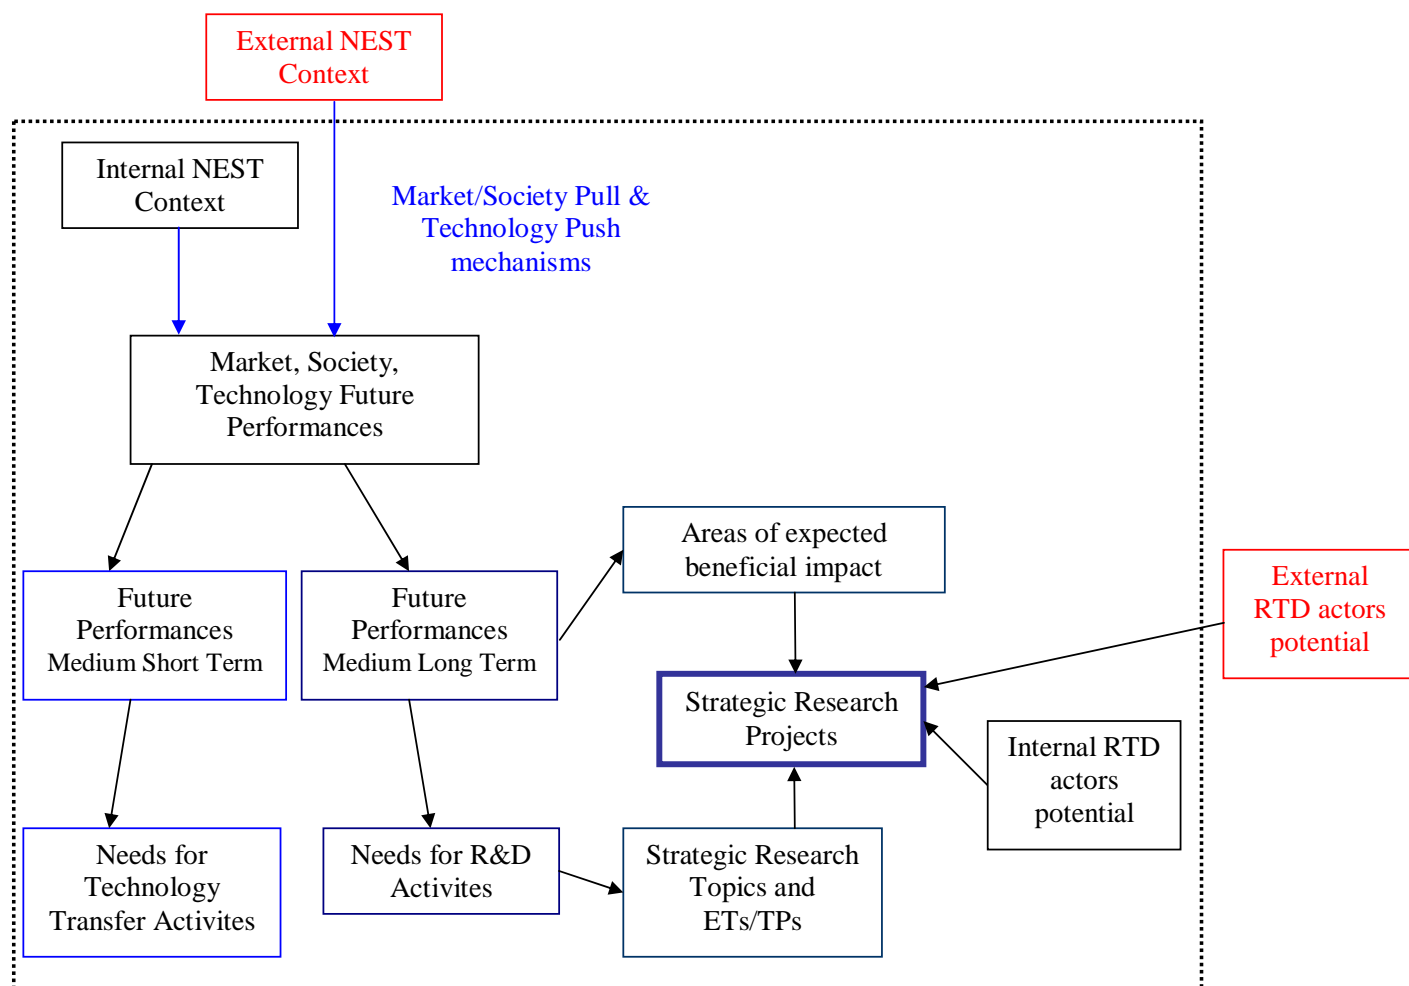 External NEST
Context
Internal NEST
Context
Market/Society Pull &
Technology Push
mechanisms
Market, Society,
Technology Future
Performances
Areas of expected
beneficial impact
External
RTD actors
potential
Future
Performances
Medium Short Term
Future
Performances
Medium Long Term
Strategic Research
Projects
Internal RTD
actors
potential
Needs for
Technology
Transfer Activites
Needs for R&D
Activites
Strategic Research
Topics and
ETs/TPs